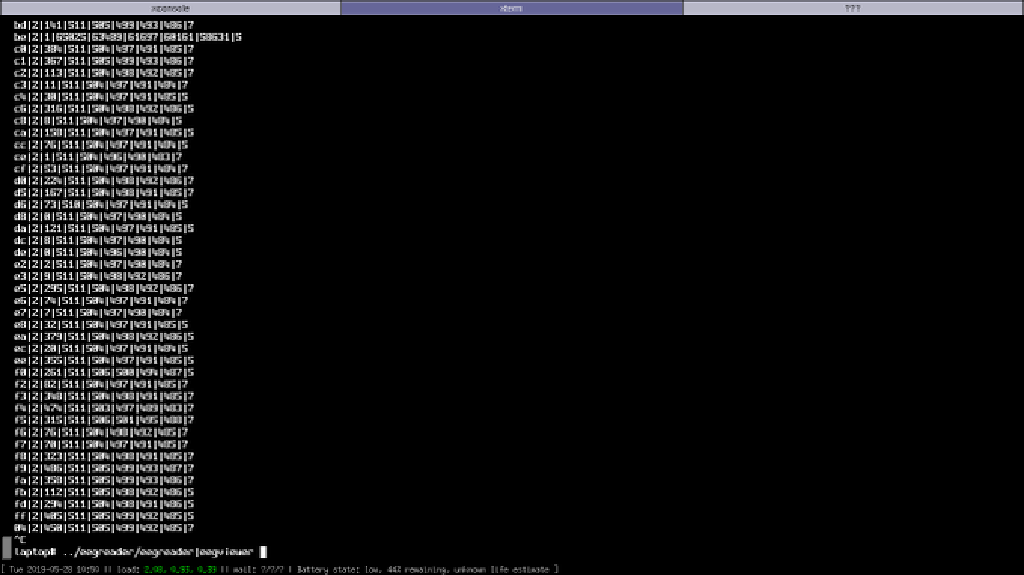 xconsole
xterm
???
bd|2|141|511|505|499|493|486|7
be|2|1|65025|63489|61697|60161|58631|5
c0|2|384|511|504|497|491|485|7
c1|2|367|511|505|499|493|486|7
c2|2|113|511|504|498|492|485|7
c3|2|11|511|504|497|491|484|7
c4|2|30|511|504|497|491|485|5
c6|2|316|511|504|498|492|486|5
c8|2|8|511|504|497|490|484|5
ca|2|158|511|504|497|491|485|5
cc|2|76|511|504|497|491|484|5
ce|2|1|511|504|496|490|483|7
cf|2|53|511|504|497|491|484|7
d0|2|224|511|504|498|492|486|7
d5|2|167|511|504|498|491|485|7
d6|2|73|510|504|497|491|484|5
d8|2|0|511|504|497|490|484|5
da|2|121|511|504|497|491|485|5
dc|2|8|511|504|497|490|484|5
de|2|0|511|504|496|490|484|5
e2|2|2|511|504|497|490|484|7
e3|2|9|511|504|498|492|486|7
e5|2|295|511|504|498|492|486|7
e6|2|74|511|504|497|491|484|7
e7|2|7|511|504|497|490|484|7
e8|2|32|511|504|497|491|485|5
ea|2|379|511|504|498|492|486|5
ec|2|20|511|504|497|491|484|5
ee|2|355|511|504|497|491|485|5
f0|2|261|511|506|500|494|487|5
f2|2|82|511|504|497|491|485|7
f3|2|348|511|504|498|491|485|7
f4|2|474|511|503|497|489|483|7
f5|2|315|511|506|501|495|488|7
f6|2|76|511|504|498|492|485|7
f7|2|70|511|504|497|491|485|7
f8|2|323|511|504|498|491|485|7
f9|2|486|511|505|499|493|487|7
fa|2|358|511|505|499|493|486|7
fb|2|112|511|505|498|492|486|5
fd|2|294|511|504|498|491|486|5
ff|2|405|511|505|499|492|486|5
04|2|450|511|505|499|492|485|7
^C
laptop# ../eegreader/eegreader|eegviewer
[ Tue 2019-05-28 || load: || mail: ?/?/? | Battery state: low, 44% remaining, unknown life estimate ]